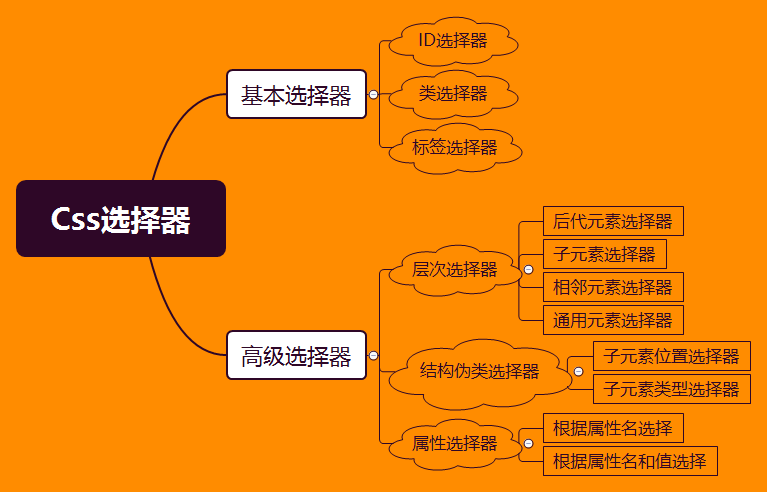 Css选择器
基本选择器
ID选择器
类选择器
标签选择器
高级选择器
层次选择器
后代元素选择器
子元素选择器
相邻元素选择器
通用元素选择器
结构伪类选择器
子元素位置选择器
子元素类型选择器
属性选择器
根据属性名选择
根据属性名和值选择